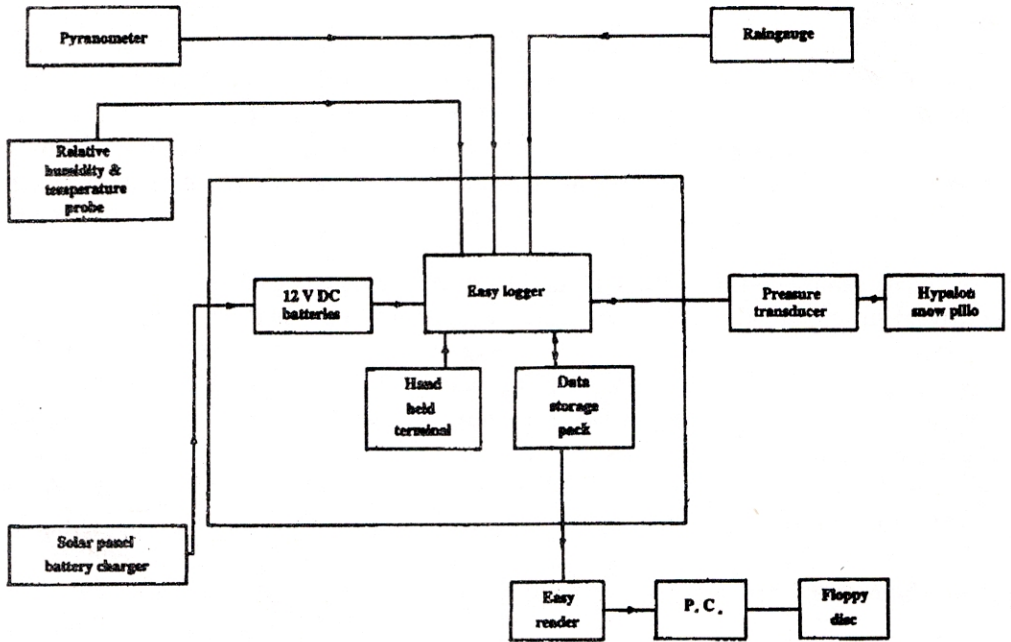 Pyranometer
Raingauge
Relative
humidity &
temperature
probe
12 V DC
batteries
Easy logger
Pressure
transducer
Hypalon
snow pillo
Hand
held
terminal
Data
storage
pack
Solar panel
battery charger
Easy
render
P. C.
Floppy
disc